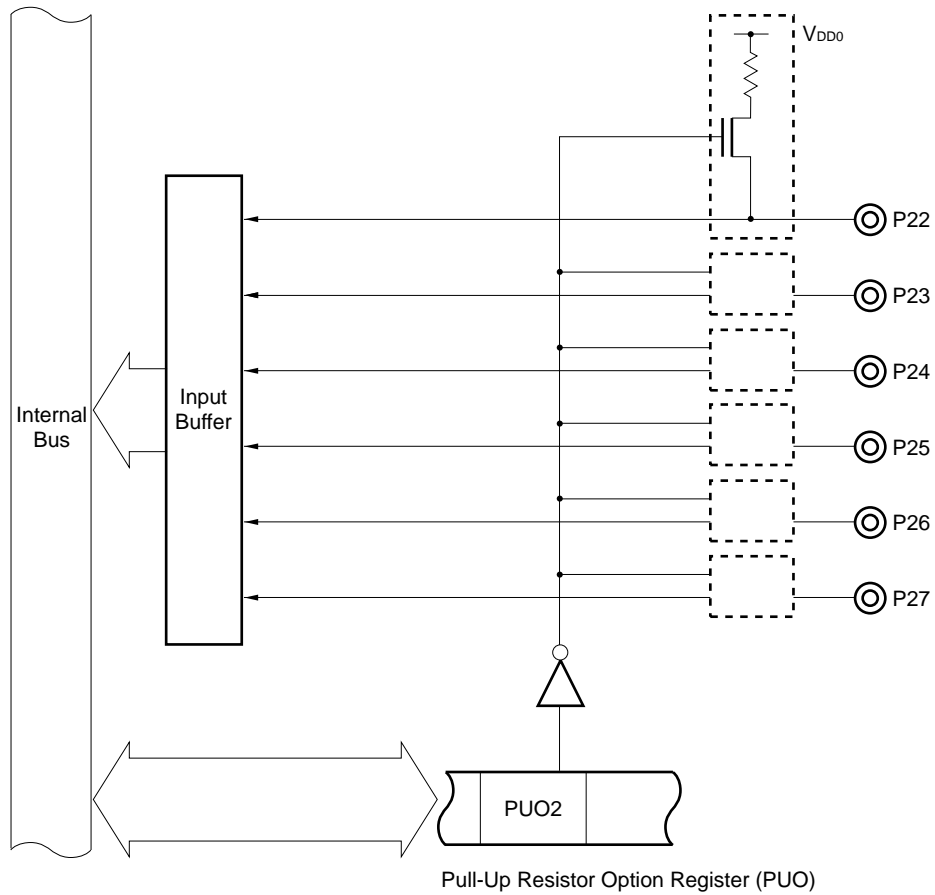 VDD0
P22
P23
P24
P25
P26
P27
Input
Buffer
Internal
Bus
PUO2
Pull-Up Resistor Option Register (PUO)